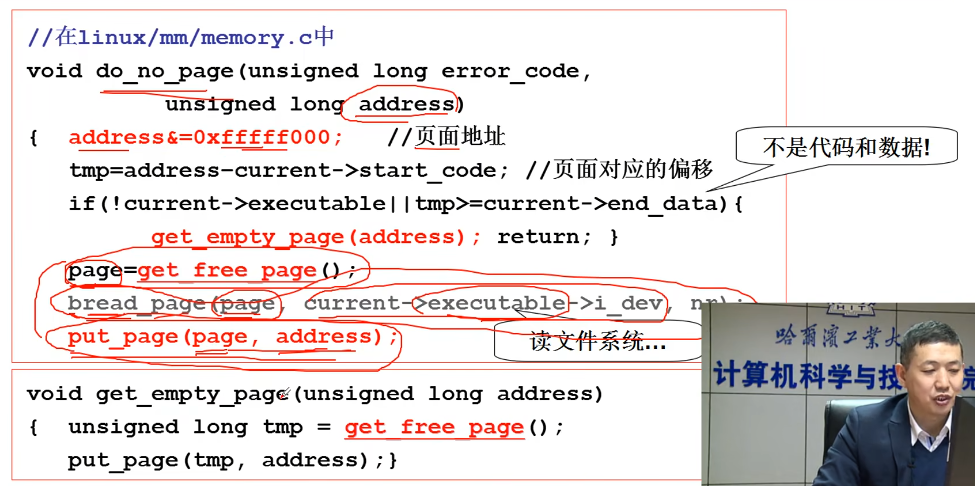 //在linux/mm/memory.c中
void do_no_page(unsigned long error_code,
unsigned long address)
{ address&=0xfffff000; //页面地址
tmp=address-current->start_code; //页面对应的偏移
不是代码和数据!
if(!current->executable||tmp>=current->end_data){
get_empty_page(address); return; }
page=get_free_page();
bread_page(page, current->executable->i_dev, nr);
读文件系统...
put_page(page, address);
void get_empty_page(unsigned long address)
{ unsigned long tmp = get_free_page();
put_page(tmp, address);}
哈尔滨工业大
计算机科学与技
院